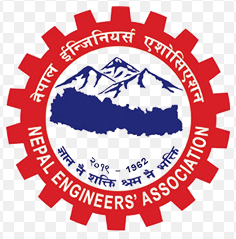 नेपाल ईन्जिनियर्स एशोसिएशन
२०१९ - 1962
ज्ञान नै शक्ति श्रम नै भक्ति
NEPAL ENGINEERS' ASSOCIATION